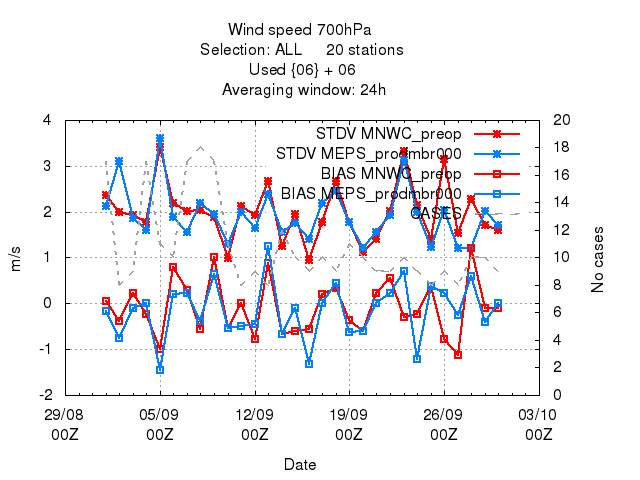 Wind speed 700hPa
Selection: ALL 20 stations
Used {06} + 06
Averaging window: 24h
STDV MNWC_preop
STDV MEPS_prodmbr000
BIAS MNWC_preop
BIAS MEPS_prodmbr000
CASES
m/s
4
3
2
1
0
-1
-2
No cases
20
18
16
14
12
10
8
6
4
2
0
29/08 05/09 12/09 19/09 26/09 03/10
00Z 00Z 00Z 00Z 00Z 00Z
Date